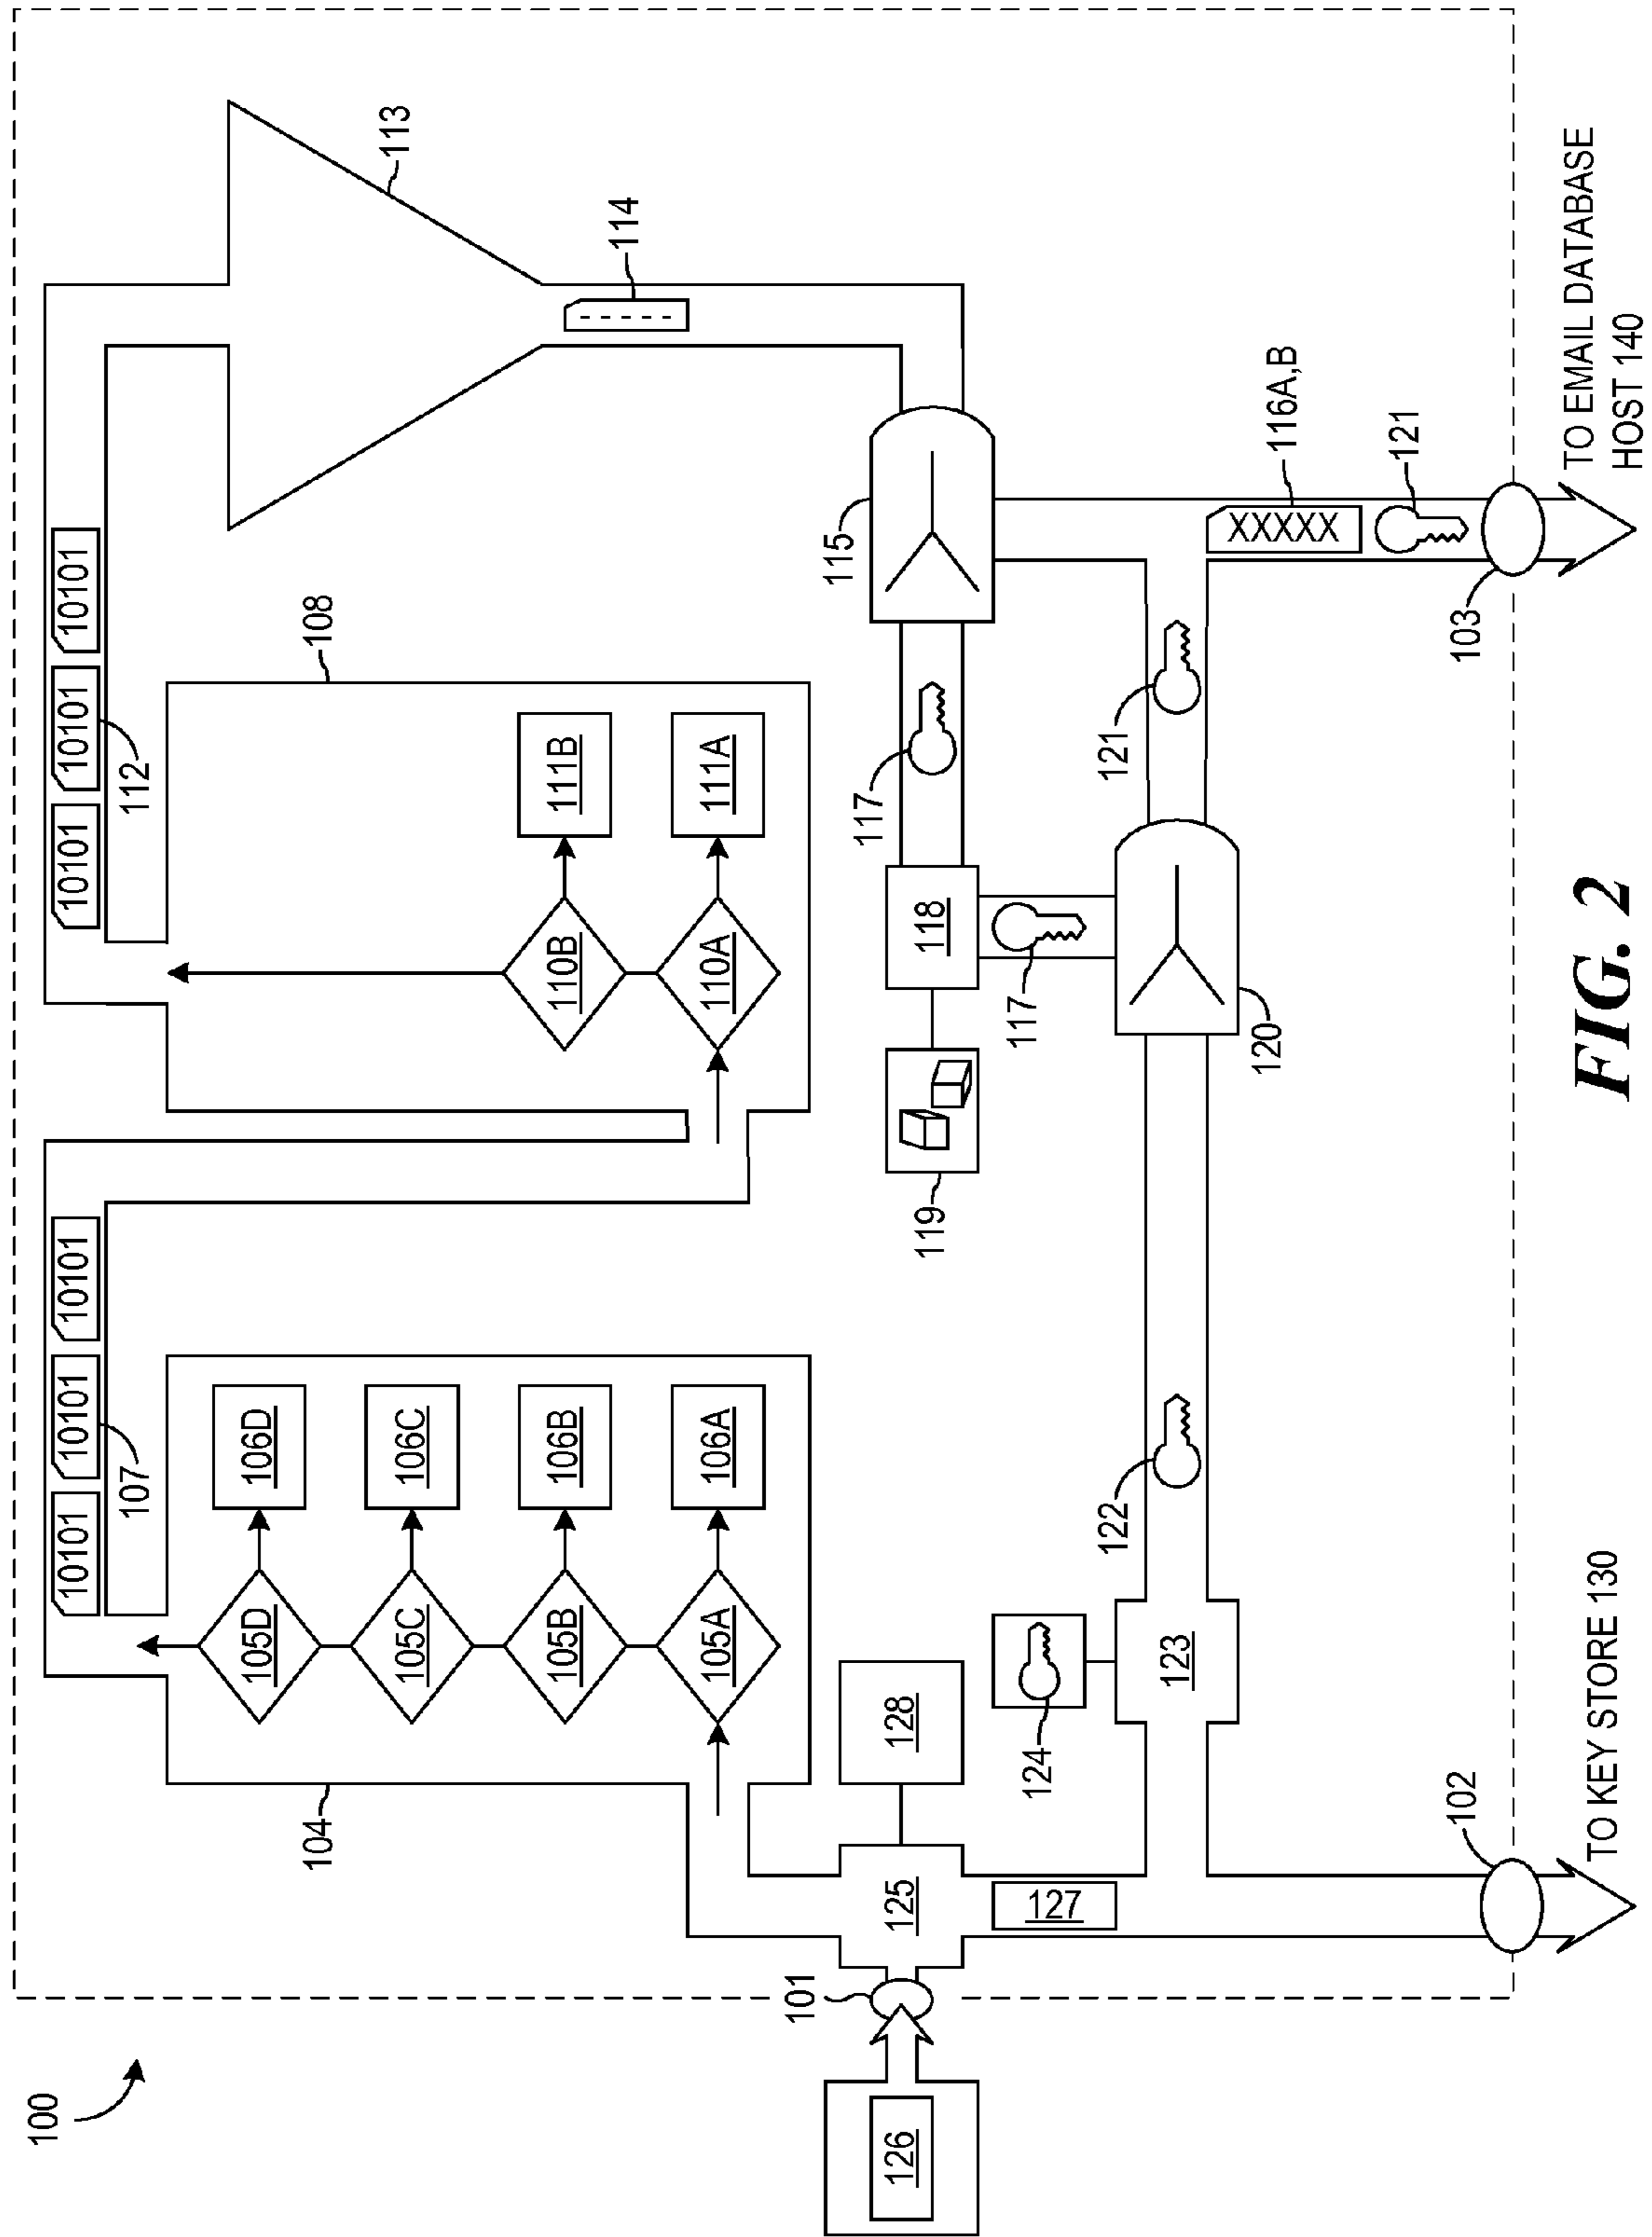 100
10101
10101
10101
10101
10101
10101
107
112
105D
106D
104
108
113
105C
106C
105B
106B
110B
111B
114
105A
106A
110A
111A
101
115
117
126
125
128
119
118
117
124
127
122
121
123
120
XXXXX
116A,B
121
102
103
TO KEY STORE 130
TO EMAIL DATABASE
HOST 140
FIG. 2